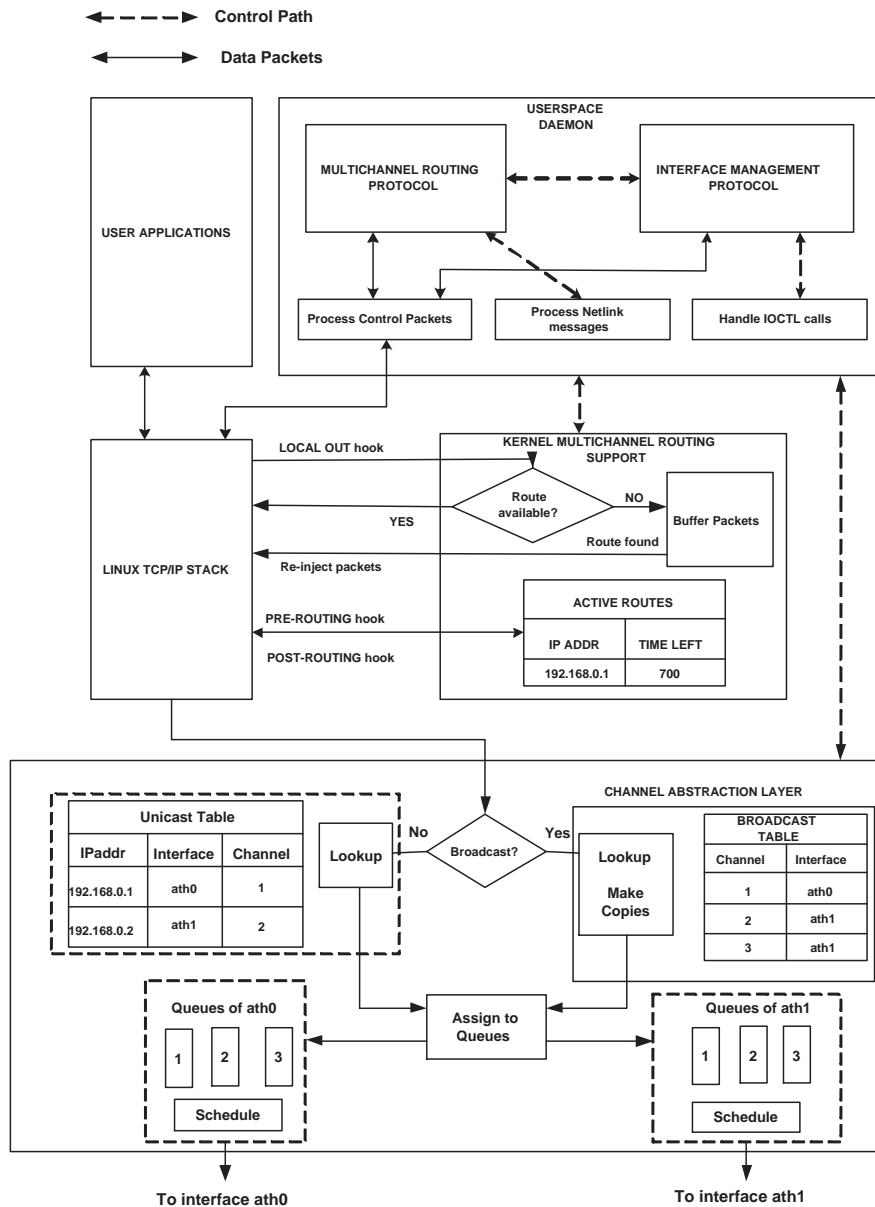 Control Path
Data Packets
USERSPACE
DAEMON
USER APPLICATIONS
MULTICHANNEL ROUTING
PROTOCOL
INTERFACE MANAGEMENT
PROTOCOL
Process Control Packets
Process Netlink
messages
Handle IOCTL calls
LINUX TCP/IP STACK
LOCAL OUT hook
KERNEL MULTICHANNEL ROUTING
SUPPORT
Route
available?
NO
YES
Buffer Packets
Route found
Re-inject packets
PRE-ROUTING hook
POST-ROUTING hook
ACTIVE ROUTES
IP ADDR TIME LEFT
192.168.0.1 700
CHANNEL ABSTRACTION LAYER
Unicast Table
IPaddr Interface Channel
192.168.0.1 ath0 1
192.168.0.2 ath1 2
Lookup
No
Broadcast?
Yes
Lookup
Make
Copies
BROADCAST
TABLE
Channel Interface
1 ath0
2 ath1
3 ath1
Queues of ath0
1 2 3
Schedule
Assign to
Queues
Queues of ath1
1 2 3
Schedule
To interface ath0
To interface ath1